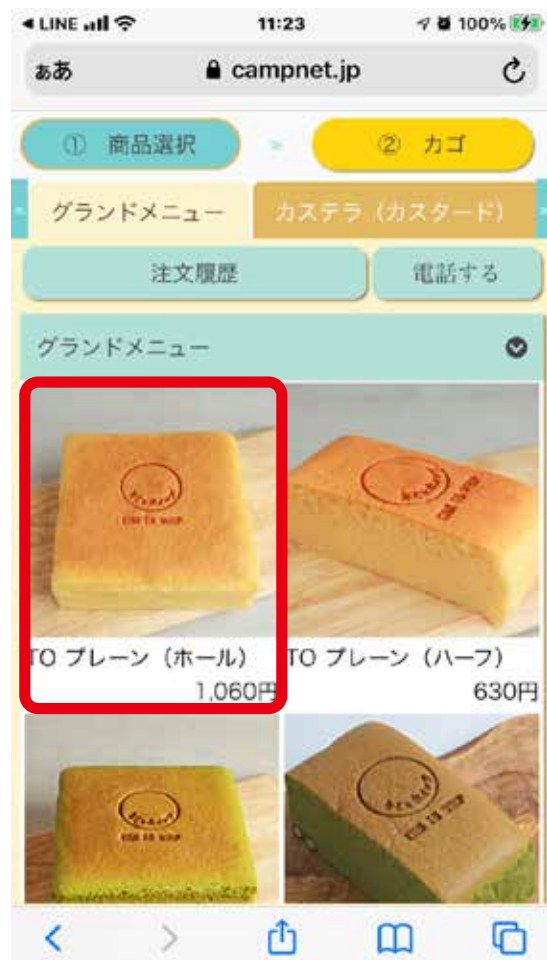 LINE 11:23 100%
ああ campnet.jp
① 商品選択 ② カゴ
グランドメニュー カステラ（カスタード）
注文履歴 電話する
グランドメニュー
TO プレーン（ホール） TO プレーン（ハーフ）
1,060円 630円